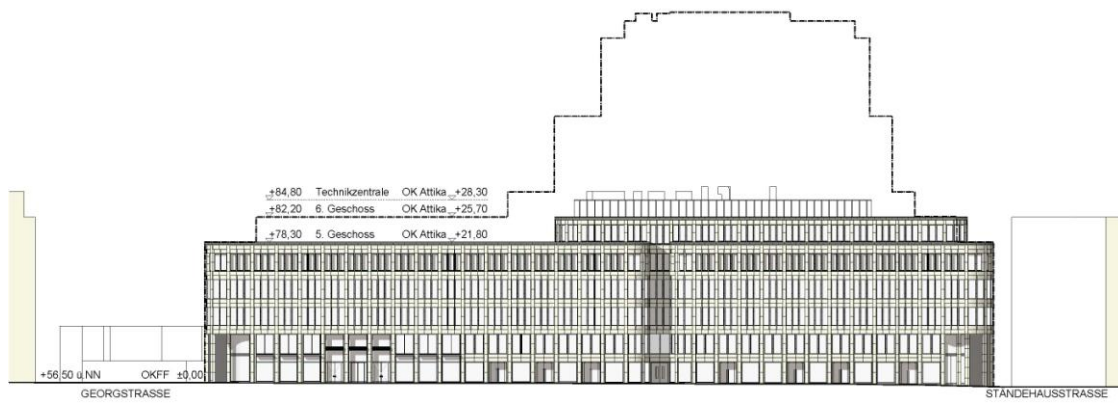 +84,80 Technikzentrale OK Attika +28,30
+82,20 6. Geschoss OK Attika +25,70
+78,30 5. Geschoss OK Attika +21,80
+56,50 ü.NN OKFF ±0,00
GEORGSTRASSE STÄNDEHAUSSTRASSE